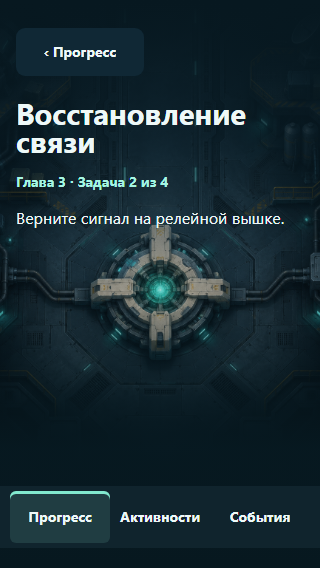 ‹ Прогресс
Восстановление
связи
Глава 3 · Задача 2 из 4
Верните сигнал на релейной вышке.
Прогресс Активности События